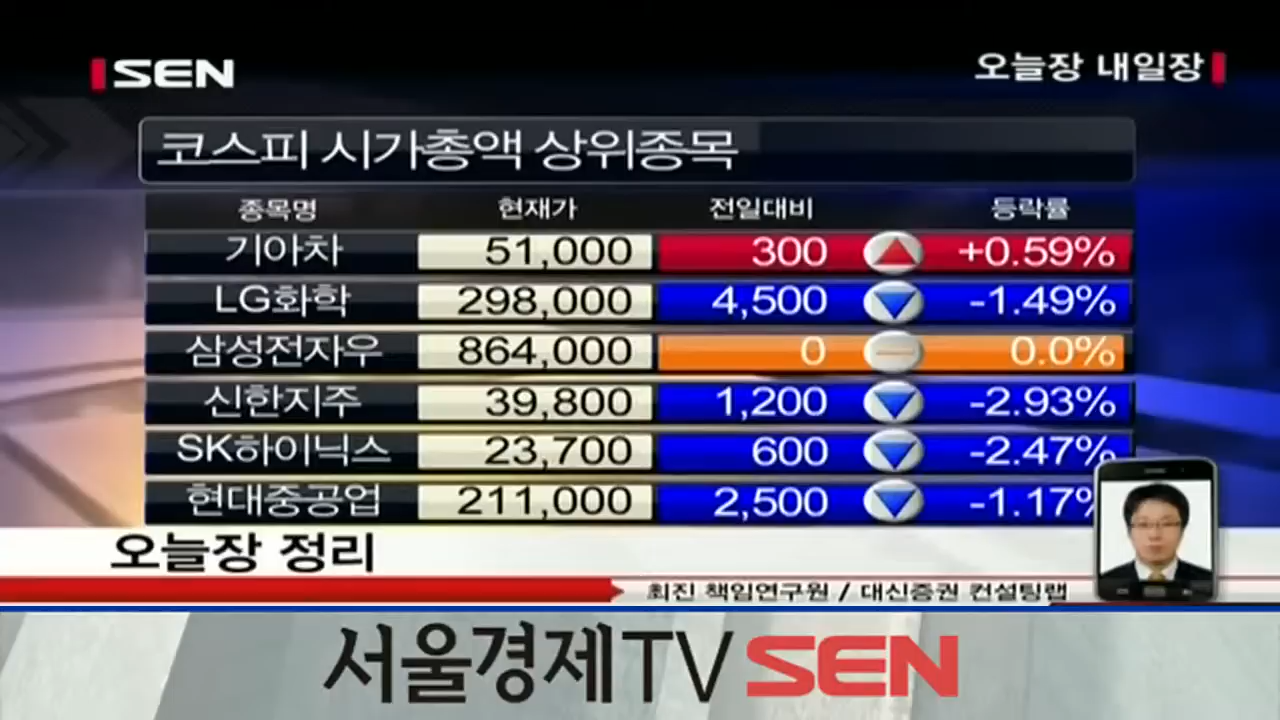 SEN 오늘장 내일장
코스피 시가총액 상위종목
종목명 현재가 전일대비 등락률
기아차 51,000 300 +0.59%
LG화학 298,000 4,500 -1.49%
삼성전자우 864,000 0 0.0%
신한지주 39,800 1,200 -2.93%
SK하이닉스 23,700 600 -2.47%
현대중공업 211,000 2,500 -1.17%
오늘장 정리
최진 책임연구원 / 대신증권 컨설팅랩
서울경제TV SEN